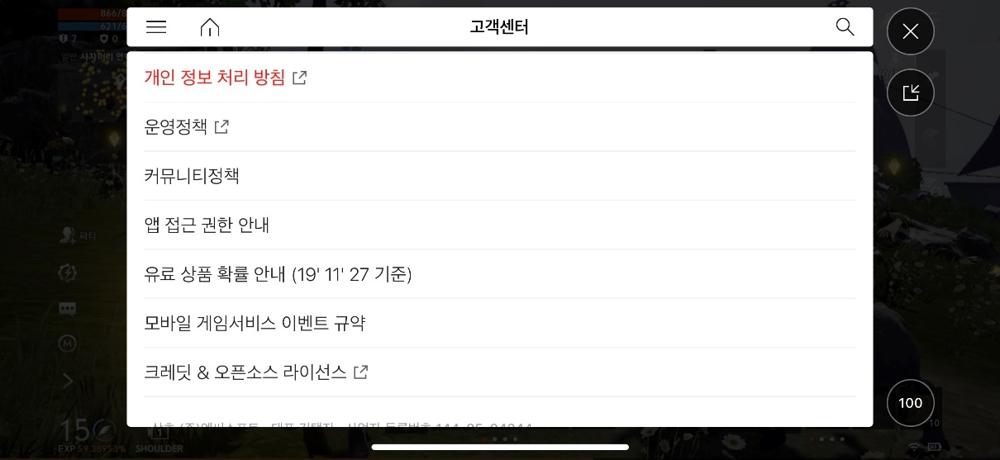 866/8
고객센터
621/6
7 0
일반 사자머리 언
개인 정보 처리 방침
운영정책
커뮤니티정책
앱 접근 권한 안내
파티
유료 상품 확률 안내 (19' 11' 27 기준)
모바일 게임서비스 이벤트 규약
M
크레딧 & 오픈소스 라이선스
100
15
1
10
EXP 59.38953% SHOULDER